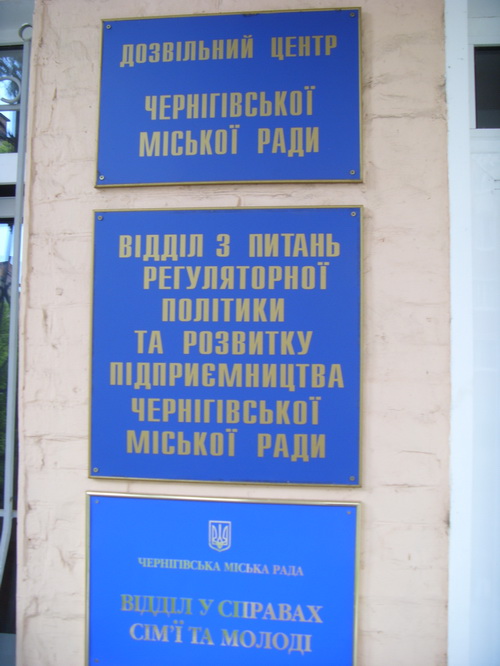 ДОЗВІЛЬНИЙ ЦЕНТР
ЧЕРНІГІВСЬКОЇ
МІСЬКОЇ РАДИ
ВІДДІЛ З ПИТАНЬ
РЕГУЛЯТОРНОЇ
ПОЛІТИКИ
ТА РОЗВИТКУ
ПІДПРИЄМНИЦТВА
ЧЕРНІГІВСЬКОЇ
МІСЬКОЇ РАДИ
ЧЕРНІГІВСЬКА МІСЬКА РАДА
ВІДДІЛ У СПРАВАХ
СІМ'Ї ТА МОЛОДІ